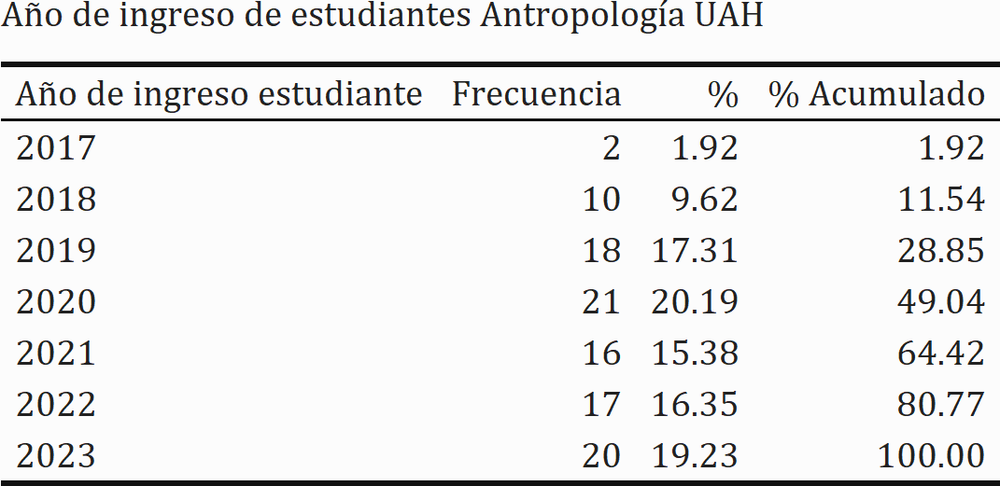 Año de ingreso de estudiantes Antropología UAH
Año de ingreso estudiante Frecuencia % % Acumulado
2017 2 1.92 1.92
2018 10 9.62 11.54
2019 18 17.31 28.85
2020 21 20.19 49.04
2021 16 15.38 64.42
2022 17 16.35 80.77
2023 20 19.23 100.00